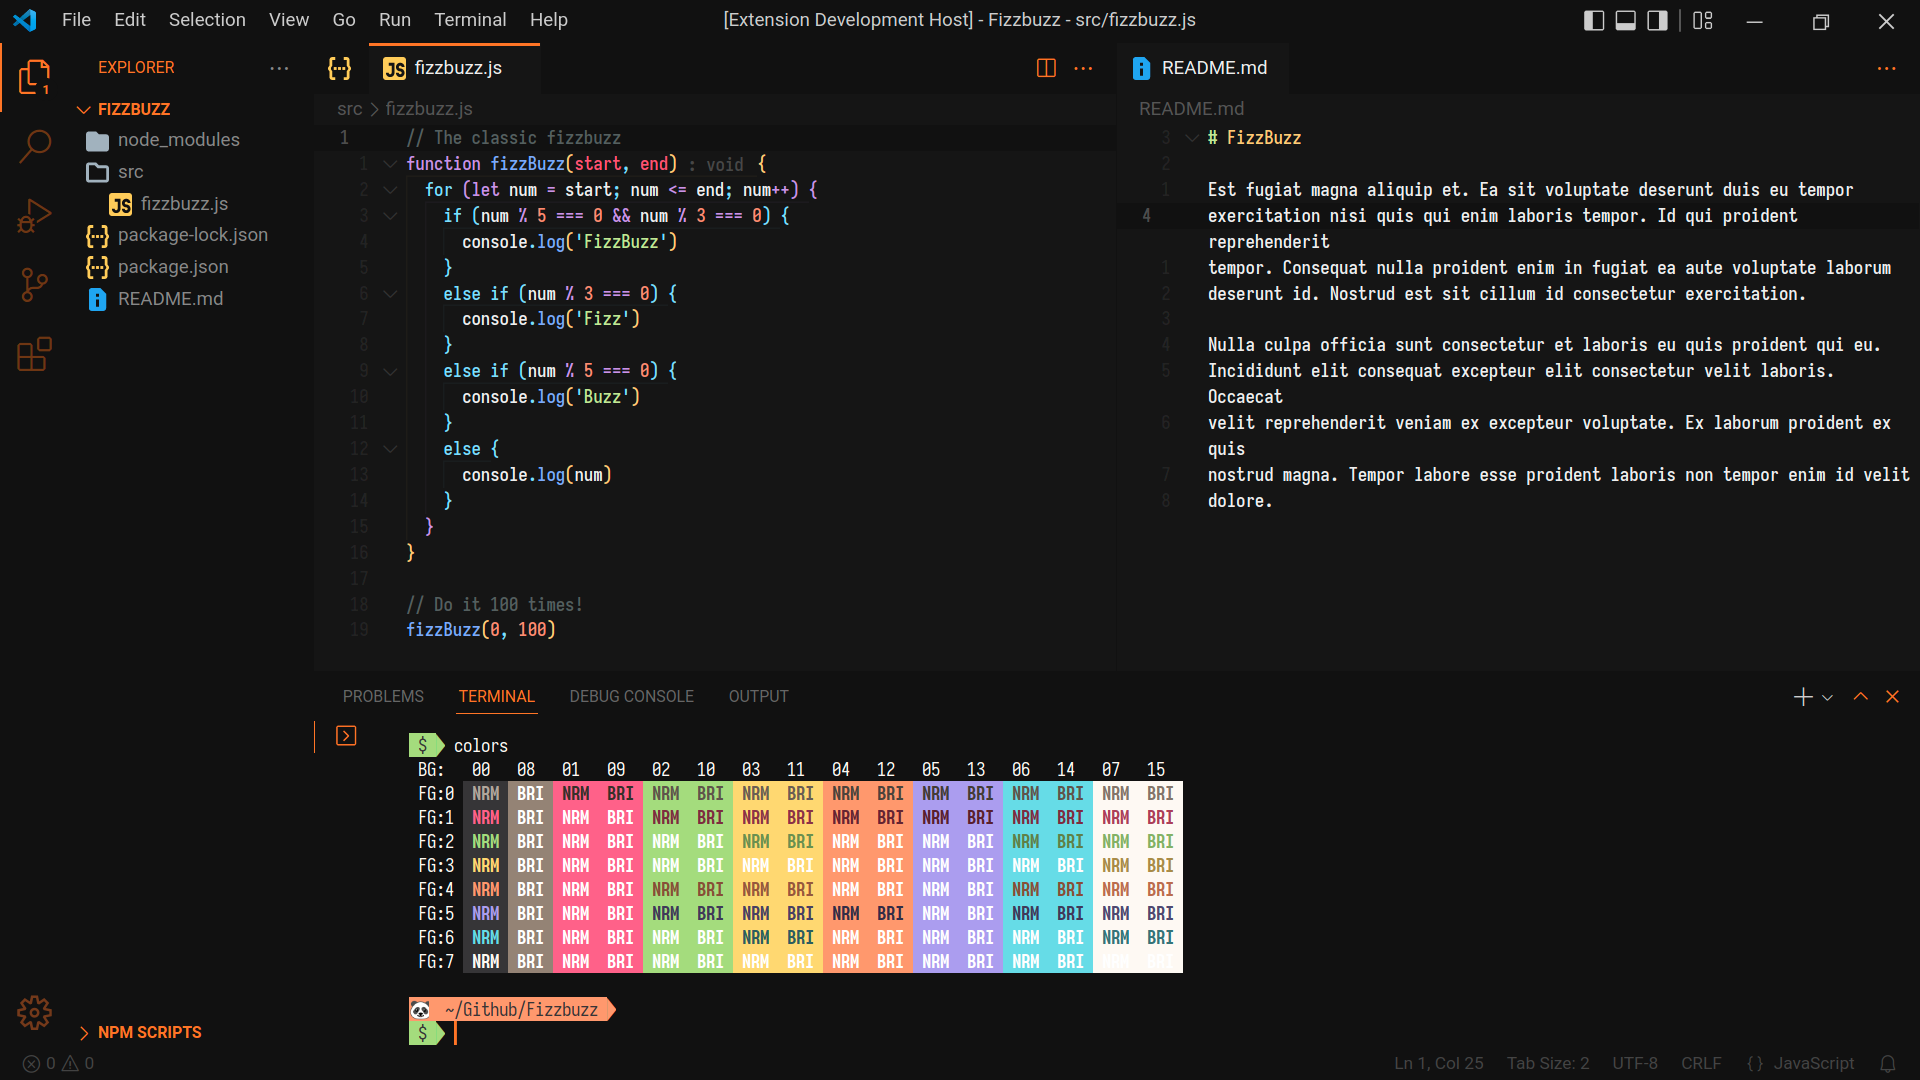 File Edit Selection View Go Run Terminal Help
[Extension Development Host] - Fizzbuzz - src/fizzbuzz.js
EXPLORER
1
FIZZBUZZ
node_modules
src
JS fizzbuzz.js
package-lock.json
package.json
README.md
NPM SCRIPTS
JS fizzbuzz.js
src > fizzbuzz.js
1 // The classic fizzbuzz
1 function fizzBuzz(start, end) : void {
2 for (let num = start; num <= end; num++) {
3 if (num % 5 === 0 && num % 3 === 0) {
4 console.log('FizzBuzz')
5 }
6 else if (num % 3 === 0) {
7 console.log('Fizz')
8 }
9 else if (num % 5 === 0) {
10 console.log('Buzz')
11 }
12 else {
13 console.log(num)
14 }
15 }
16 }
17
18 // Do it 100 times!
19 fizzBuzz(0, 100)
README.md
README.md
3 # FizzBuzz
2
1 Est fugiat magna aliquip et. Ea sit voluptate deserunt duis eu tempor
4 exercitation nisi quis qui enim laboris tempor. Id qui proident
reprehenderit
1 tempor. Consequat nulla proident enim in fugiat ea aute voluptate laborum
2 deserunt id. Nostrud est sit cillum id consectetur exercitation.
3
4 Nulla culpa officia sunt consectetur et laboris eu quis proident qui eu.
5 Incididunt elit consequat excepteur elit consectetur velit laboris.
Occaecat
6 velit reprehenderit veniam ex excepteur voluptate. Ex laborum proident ex
quis
7 nostrud magna. Tempor labore esse proident laboris non tempor enim id velit
8 dolore.
PROBLEMS TERMINAL DEBUG CONSOLE OUTPUT
$ colors
BG: 00 08 01 09 02 10 03 11 04 12 05 13 06 14 07 15
FG:0 NRM BRI NRM BRI NRM BRI NRM BRI NRM BRI NRM BRI NRM BRI NRM BRI
FG:1 NRM BRI NRM BRI NRM BRI NRM BRI NRM BRI NRM BRI NRM BRI NRM BRI
FG:2 NRM BRI NRM BRI NRM BRI NRM BRI NRM BRI NRM BRI NRM BRI NRM BRI
FG:3 NRM BRI NRM BRI NRM BRI NRM BRI NRM BRI NRM BRI NRM BRI NRM BRI
FG:4 NRM BRI NRM BRI NRM BRI NRM BRI NRM BRI NRM BRI NRM BRI NRM BRI
FG:5 NRM BRI NRM BRI NRM BRI NRM BRI NRM BRI NRM BRI NRM BRI NRM BRI
FG:6 NRM BRI NRM BRI NRM BRI NRM BRI NRM BRI NRM BRI NRM BRI NRM BRI
FG:7 NRM BRI NRM BRI NRM BRI NRM BRI NRM BRI NRM BRI NRM BRI
~/Github/Fizzbuzz
$
0 0
Ln 1, Col 25 Tab Size: 2 UTF-8 CRLF {} JavaScript